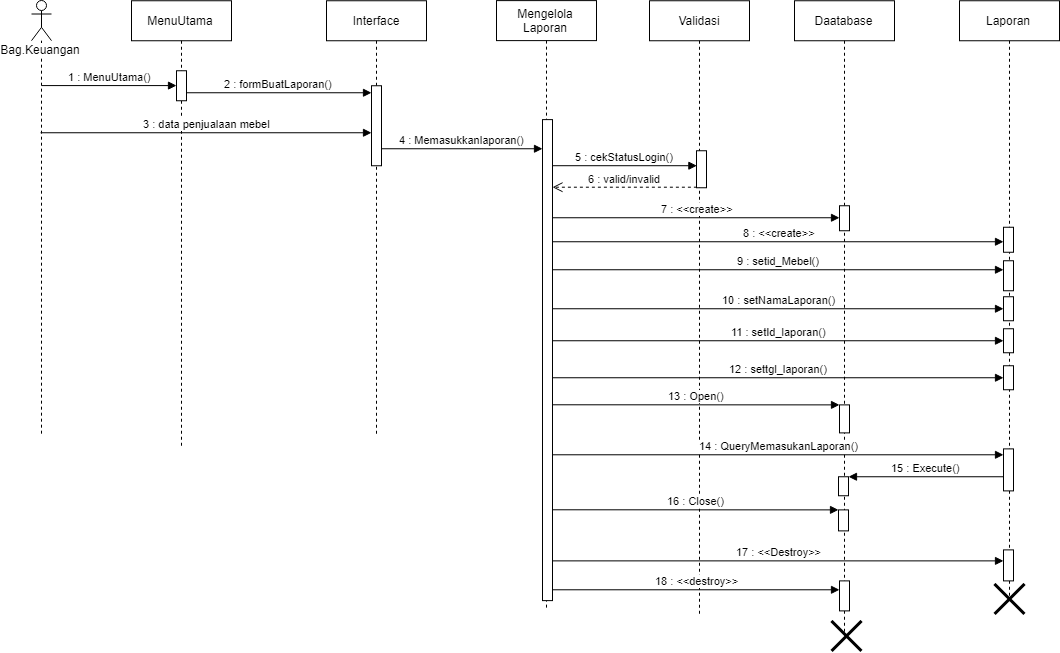 MenuUtama
Interface
Mengelola
Laporan
Validasi
Daatabase
Laporan
Bag.Keuangan
1 : MenuUtama()
2 : formBuatLaporan()
3 : data penjualaan mebel
4 : Memasukkanlaporan()
5 : cekStatusLogin()
6 : valid/invalid
7 : <<create>>
8 : <<create>>
9 : setid_Mebel()
10 : setNamaLaporan()
11 : setId_laporan()
12 : settgl_laporan()
13 : Open()
14 : QueryMemasukanLaporan()
15 : Execute()
16 : Close()
17 : <<Destroy>>
18 : <<destroy>>